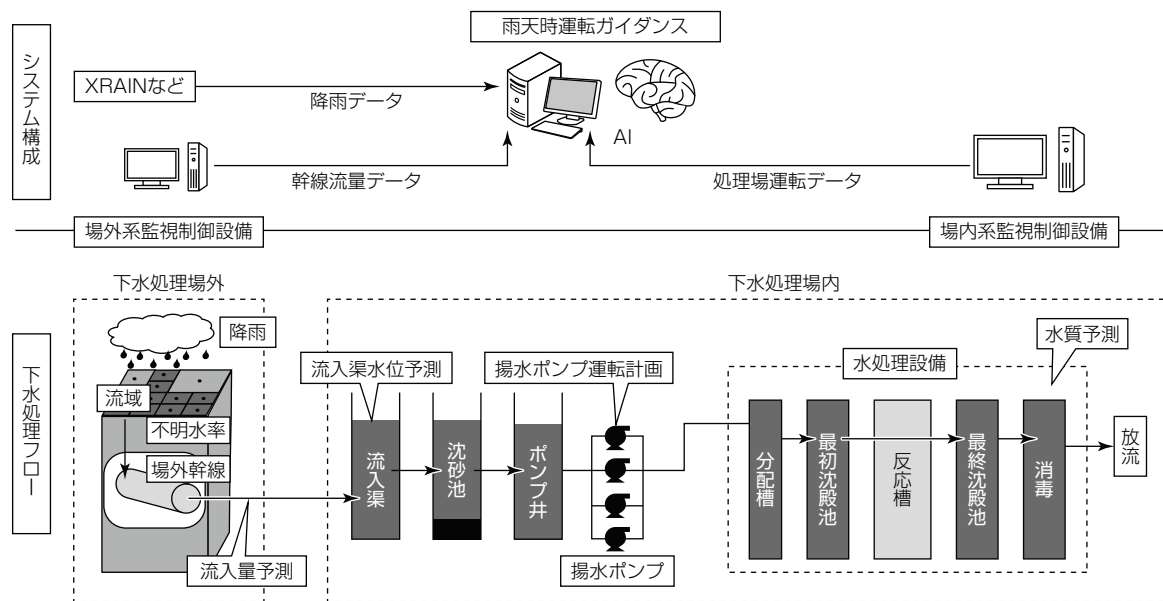 システム構成
雨天時運転ガイダンス
XRAINなど
降雨データ
AI
幹線流量データ
処理場運転データ
場外系監視制御設備
場内系監視制御設備
下水処理フロー
下水処理場外
下水処理場内
降雨
流域
不明水率
場外幹線
流入量予測
流入渠水位予測
揚水ポンプ運転計画
水質予測
水処理設備
流入渠
沈砂池
ポンプ井
揚水ポンプ
分配槽
最初沈殿池
反応槽
最終沈殿池
消毒
放流